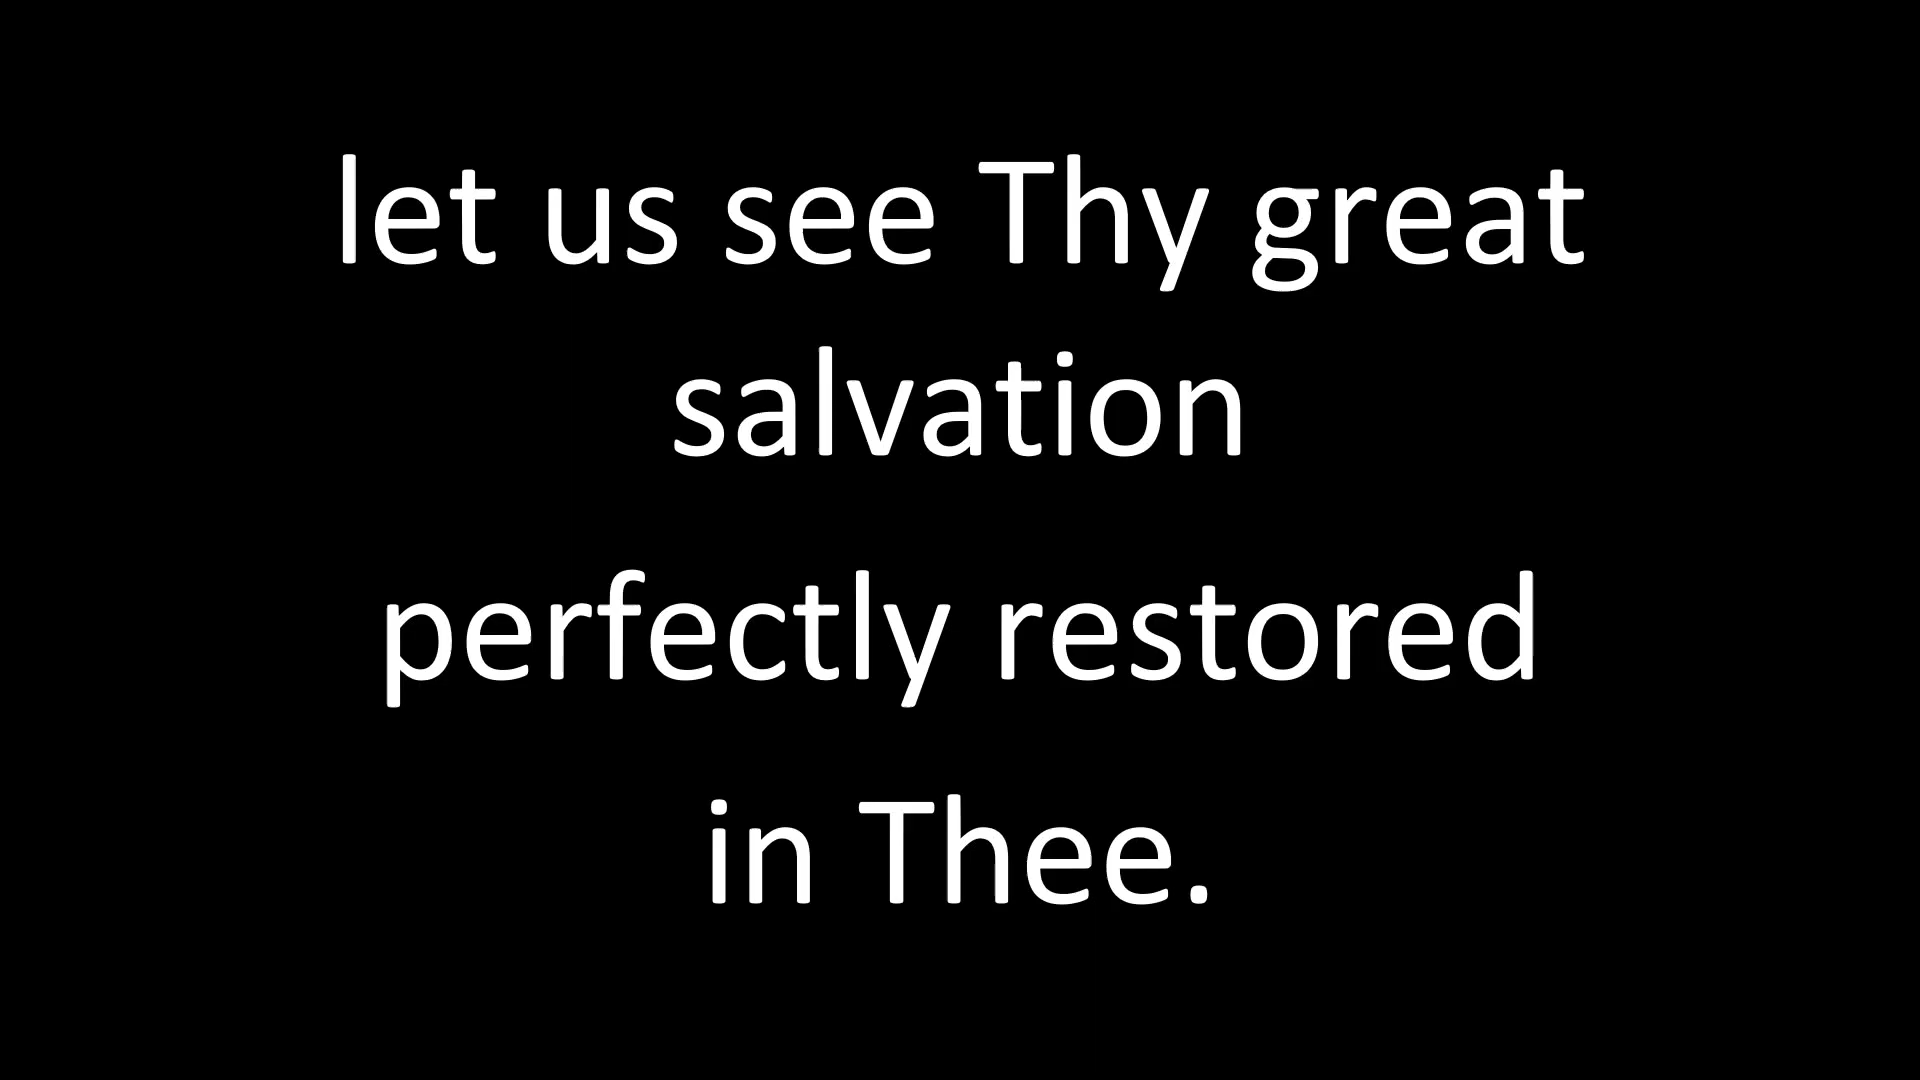 let us see Thy great
salvation
perfectly restored
in Thee.